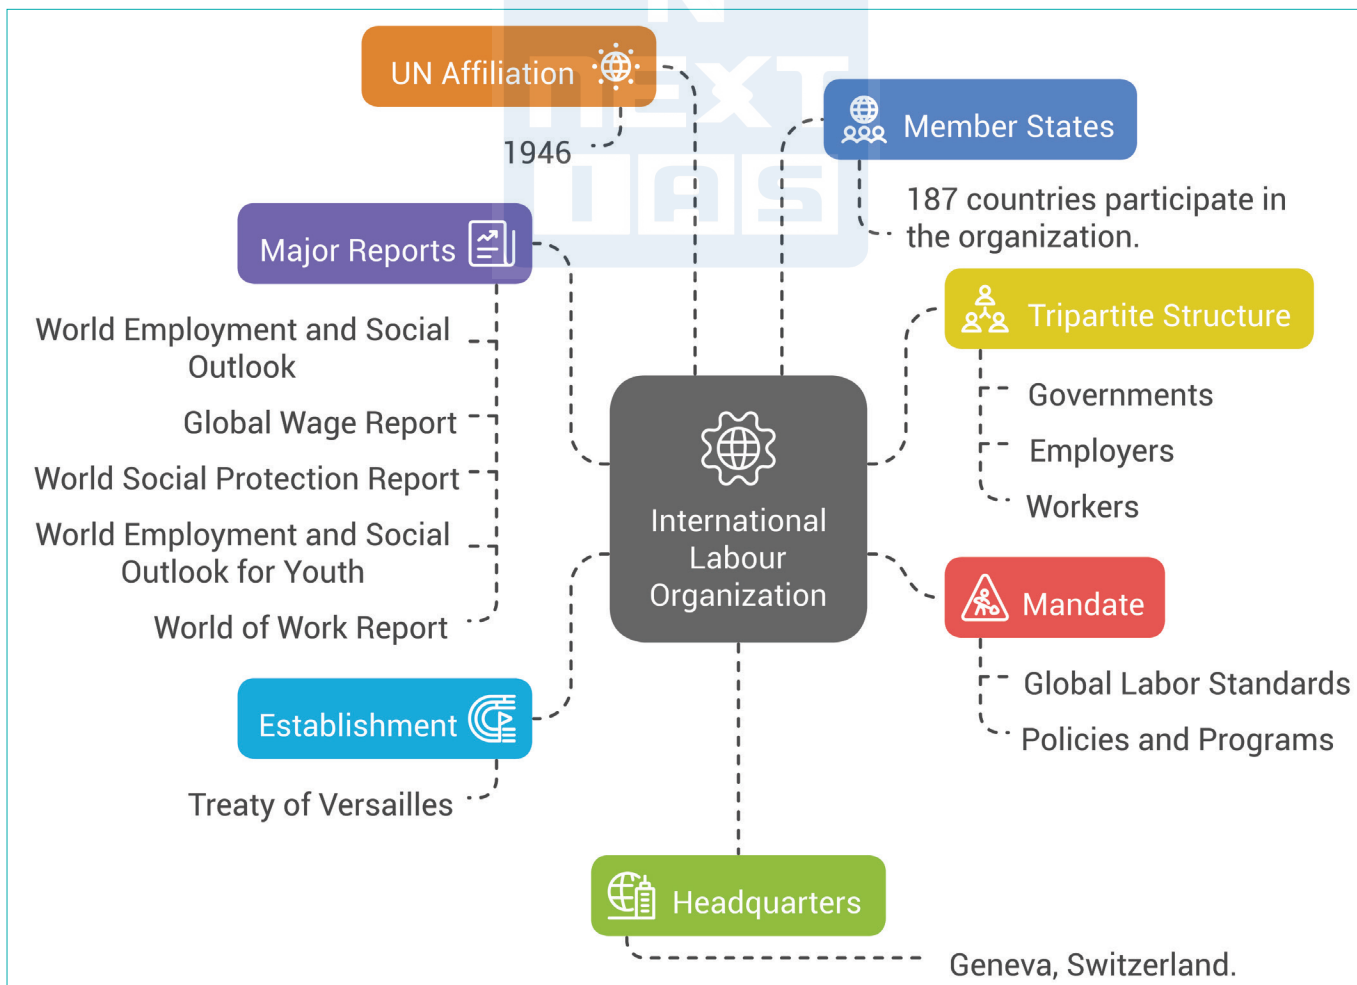 N
NEXT
IAS
UN Affiliation
1946
Member States
187 countries participate in
the organization.
Major Reports
World Employment and Social
Outlook
Global Wage Report
World Social Protection Report
World Employment and Social
Outlook for Youth
World of Work Report
Tripartite Structure
Governments
Employers
Workers
International
Labour
Organization
Mandate
Global Labor Standards
Policies and Programs
Establishment
Treaty of Versailles
Headquarters
Geneva, Switzerland.